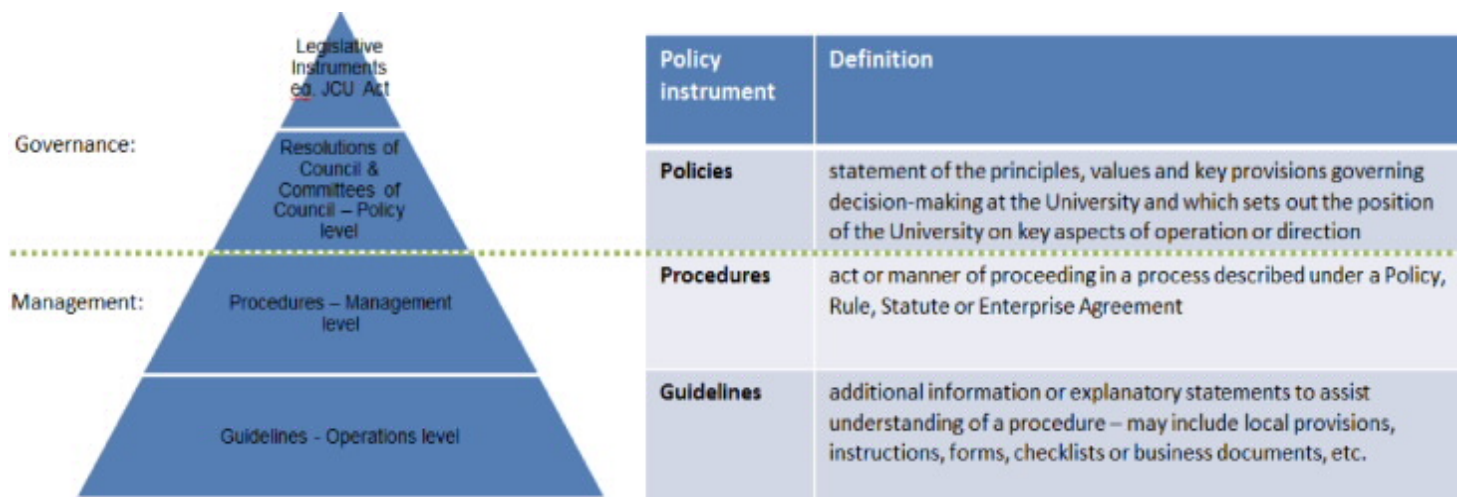 Legislative
Instruments
eg. JCU Act
Governance:
Resolutions of
Council &
Committees of
Council – Policy
level
Management:
Procedures – Management
level
Guidelines - Operations level
Policy
instrument
Definition
Policies
statement of the principles, values and key provisions governing
decision-making at the University and which sets out the position
of the University on key aspects of operation or direction
Procedures
act or manner of proceeding in a process described under a Policy,
Rule, Statute or Enterprise Agreement
Guidelines
additional information or explanatory statements to assist
understanding of a procedure – may include local provisions,
instructions, forms, checklists or business documents, etc.